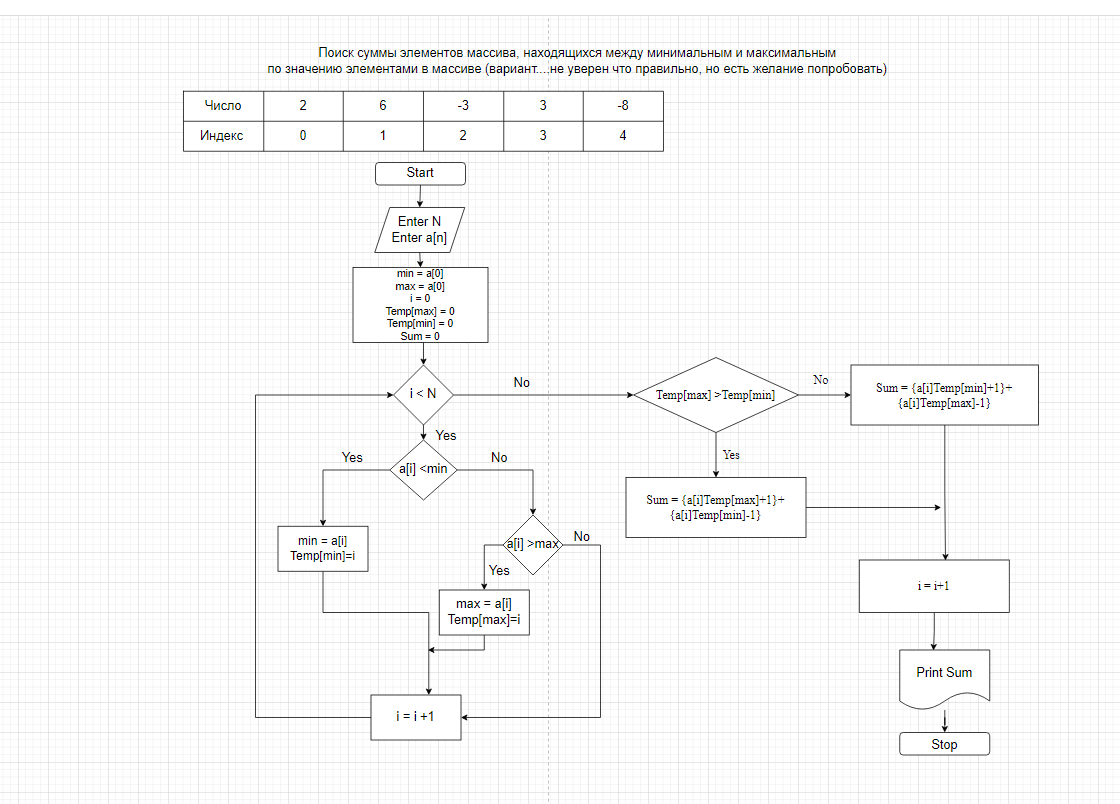 Поиск суммы элементов массива, находящихся между минимальным и максимальным
по значению элементами в массиве (вариант....не уверен что правильно, но есть желание попробовать)
Число 2 6 -3 3 -8
Индекс 0 1 2 3 4
Start
Enter N
Enter a[n]
min = a[0]
max = a[0]
i = 0
Temp[max] = 0
Temp[min] = 0
Sum = 0
i < N
No
Yes
Temp[max] >Temp[min]
No
Yes
Sum = {a[i]Temp[min]+1}+
{a[i]Temp[max]-1}
Sum = {a[i]Temp[max]+1}+
{a[i]Temp[min]-1}
a[i] <min
Yes
No
min = a[i]
Temp[min]=i
a[i] >max
No
Yes
max = a[i]
Temp[max]=i
i = i +1
i = i+1
Print Sum
Stop